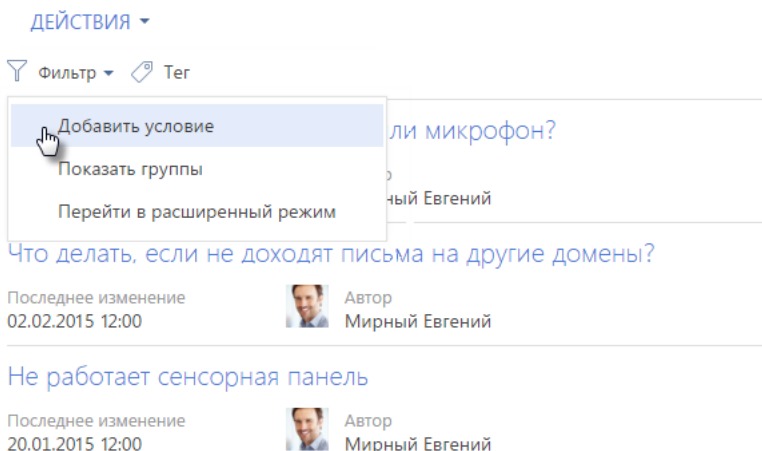 ДЕЙСТВИЯ
Фильтр Тег
Добавить условие
ли микрофон?
Показать группы
ный Евгений
Перейти в расширенный режим
Что делать, если не доходят письма на другие домены?
Последнее изменение Автор
02.02.2015 12:00 Мирный Евгений
Не работает сенсорная панель
Последнее изменение Автор
20.01.2015 12:00 Мирный Евгений